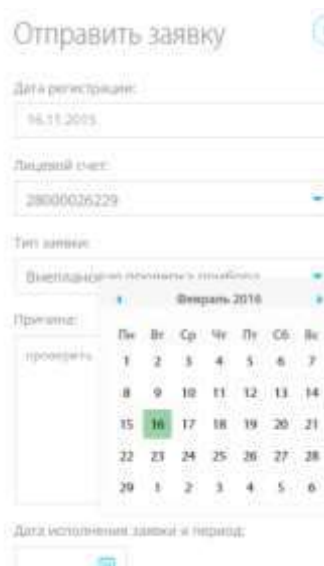 Отправить заявку
Дата регистрации:
16.11.2015
Лицевой счет:
28000026229
Тип заявки:
Внеплановая проверка прибора
Причина:
проверить
Февраль 2016
Пн Вт Ср Чт Пт Сб Вс
1 2 3 4 5 6 7
8 9 10 11 12 13 14
15 16 17 18 19 20 21
22 23 24 25 26 27 28
29 1 2 3 4 5 6
Дата исполнения заявки и период: